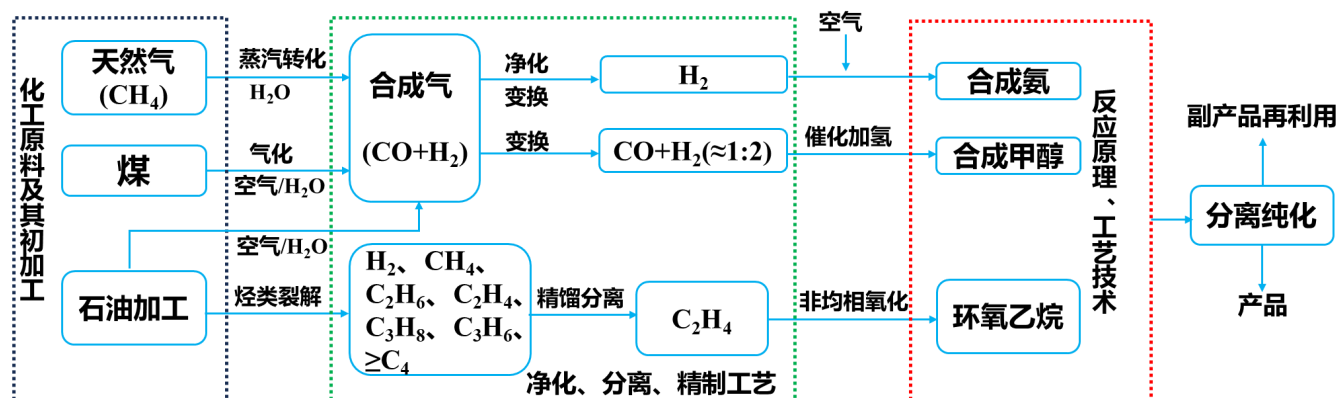 化工原料及其初加工
天然气
(CH₄)
煤
石油加工
蒸汽转化
H₂O
气化
空气/H₂O
空气/H₂O
烃类裂解
合成气
(CO+H₂)
H₂、CH₄、
C₂H₆、C₂H₄、
C₃H₈、C₃H₆、
≥C₄
净化
变换
变换
精馏分离
H₂
CO+H₂(≈1:2)
C₂H₄
净化、分离、精制工艺
空气
催化加氢
非均相氧化
合成氨
合成甲醇
环氧乙烷
反应原理、工艺技术
副产品再利用
分离纯化
产品